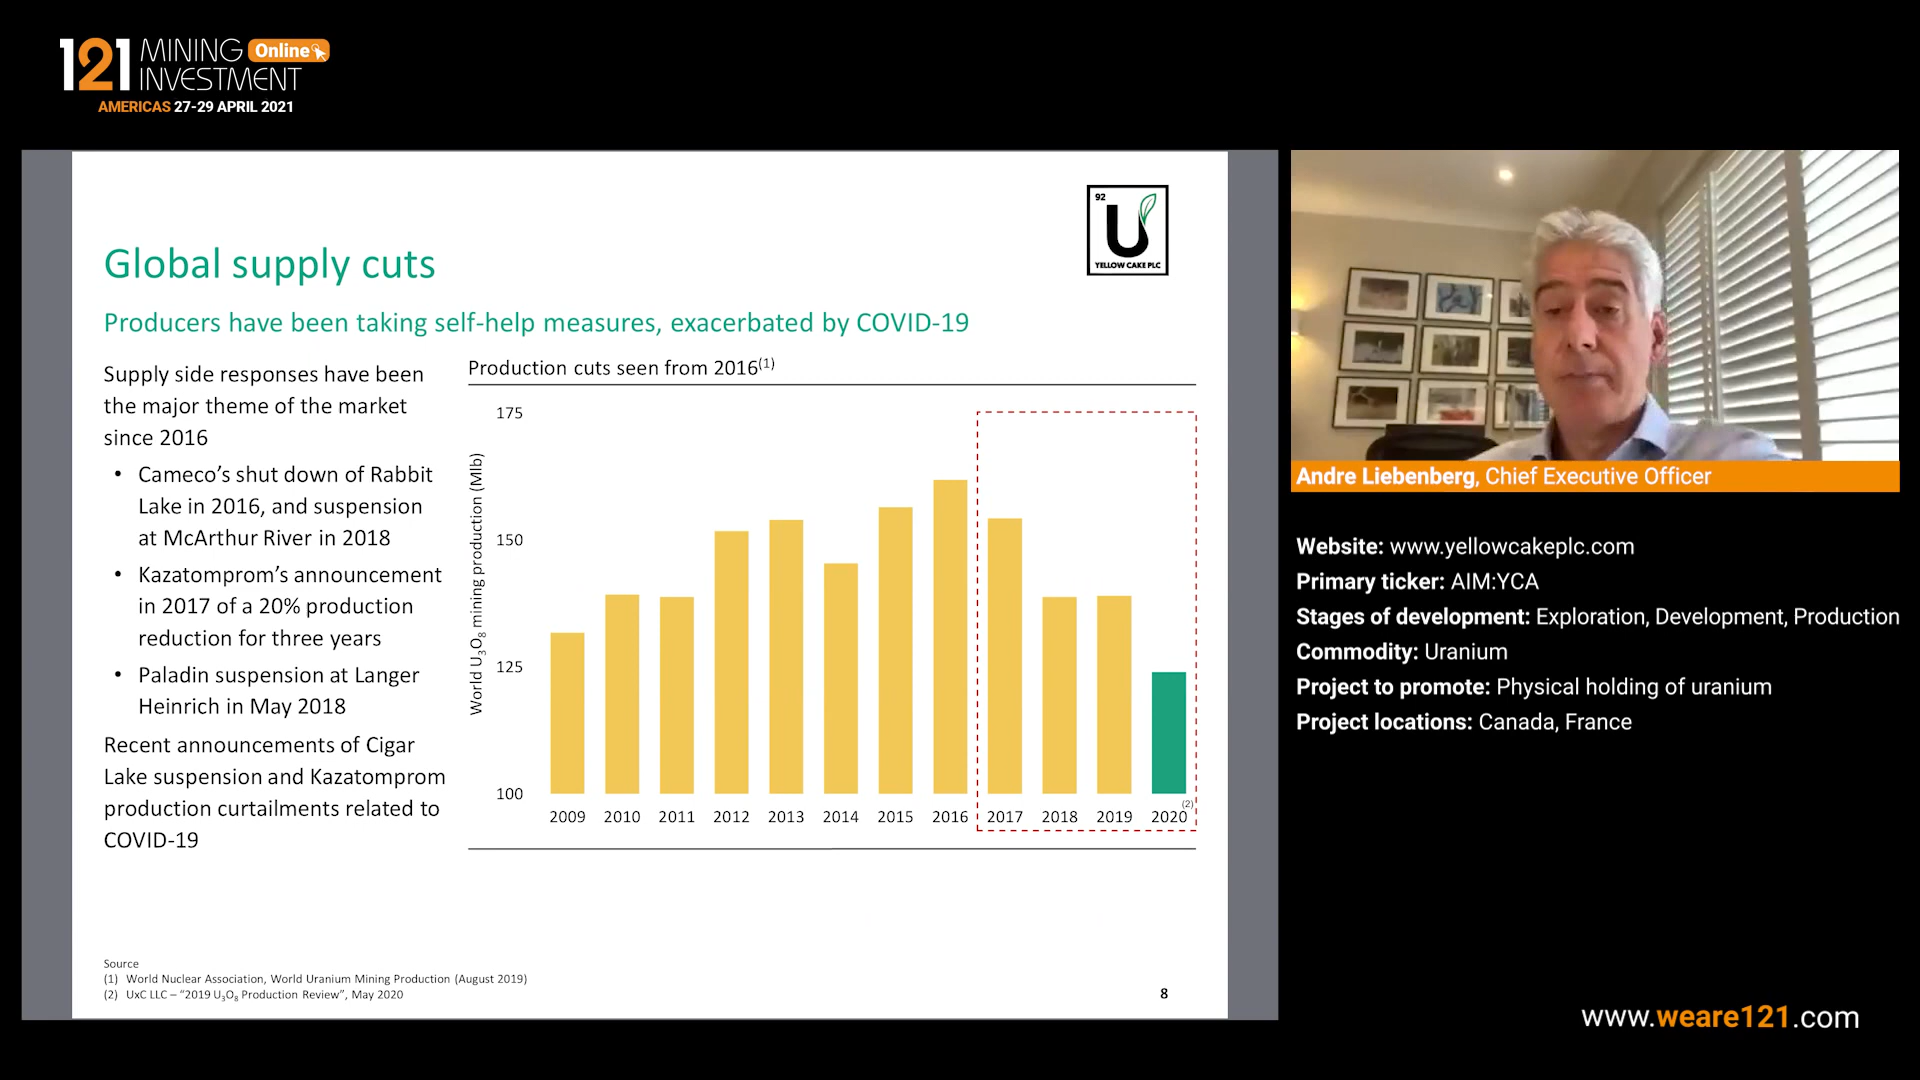 121 MINING INVESTMENT Online
AMERICAS 27-29 APRIL 2021
92
U
YELLOW CAKE PLC
Global supply cuts
Producers have been taking self-help measures, exacerbated by COVID-19
Supply side responses have been
the major theme of the market
since 2016
• Cameco’s shut down of Rabbit
Lake in 2016, and suspension
at McArthur River in 2018
• Kazatomprom’s announcement
in 2017 of a 20% production
reduction for three years
• Paladin suspension at Langer
Heinrich in May 2018
Recent announcements of Cigar
Lake suspension and Kazatomprom
production curtailments related to
COVID-19
Production cuts seen from 2016(1)
World U3O8 mining production (Mlb)
175
150
125
100
2009 2010 2011 2012 2013 2014 2015 2016 2017 2018 2019 2020 (2)
Source
(1) World Nuclear Association, World Uranium Mining Production (August 2019)
(2) UxC LLC – “2019 U3O8 Production Review”, May 2020
8
Andre Liebenberg, Chief Executive Officer
Website: www.yellowcakeplc.com
Primary ticker: AIM:YCA
Stages of development: Exploration, Development, Production
Commodity: Uranium
Project to promote: Physical holding of uranium
Project locations: Canada, France
www.weare121.com